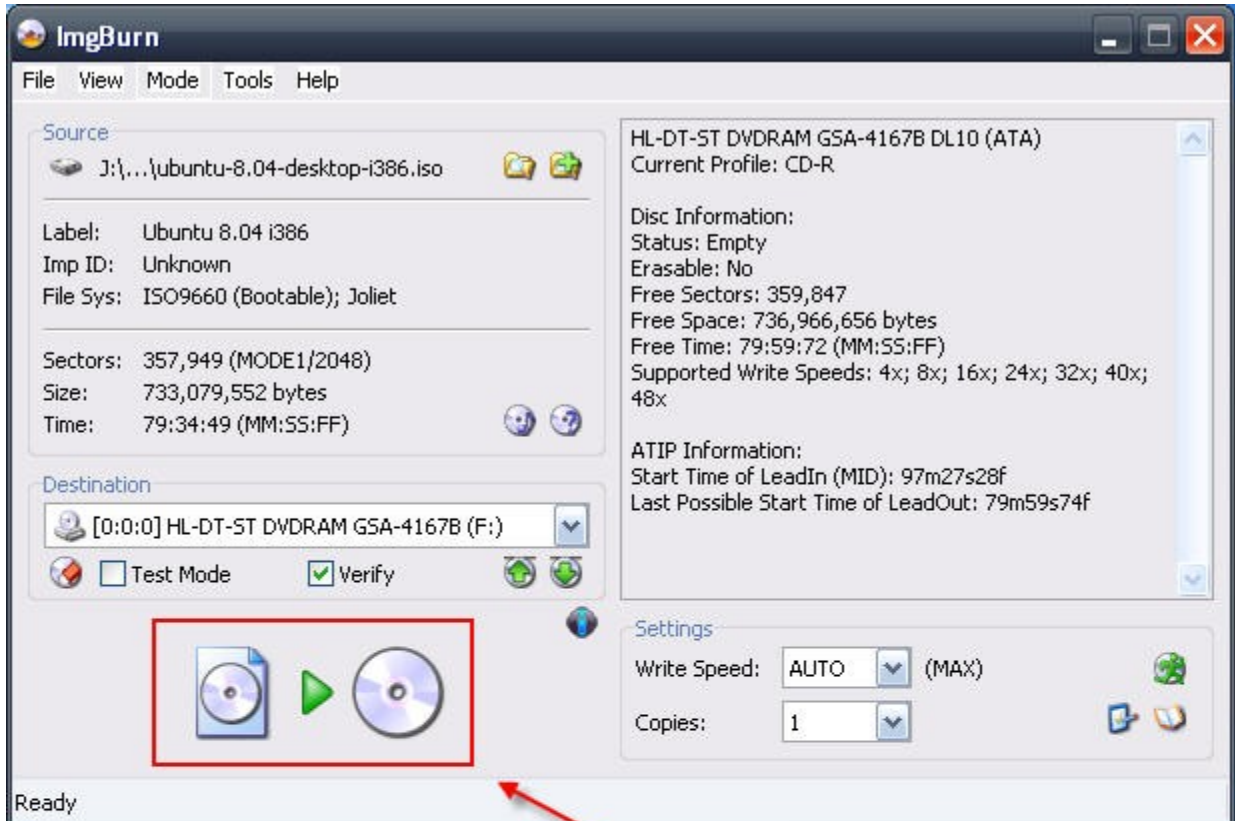 ImgBurn
File View Mode Tools Help
Source
J:\...\ubuntu-8.04-desktop-i386.iso
Label: Ubuntu 8.04 i386
Imp ID: Unknown
File Sys: ISO9660 (Bootable); Joliet
Sectors: 357,949 (MODE1/2048)
Size: 733,079,552 bytes
Time: 79:34:49 (MM:SS:FF)
Destination
[0:0:0] HL-DT-ST DVDRAM GSA-4167B (F:)
Test Mode Verify
HL-DT-ST DVDRAM GSA-4167B DL10 (ATA)
Current Profile: CD-R
Disc Information:
Status: Empty
Erasable: No
Free Sectors: 359,847
Free Space: 736,966,656 bytes
Free Time: 79:59:72 (MM:SS:FF)
Supported Write Speeds: 4x; 8x; 16x; 24x; 32x; 40x;
48x
ATIP Information:
Start Time of LeadIn (MID): 97m27s28f
Last Possible Start Time of LeadOut: 79m59s74f
Settings
Write Speed: AUTO (MAX)
Copies: 1
Ready